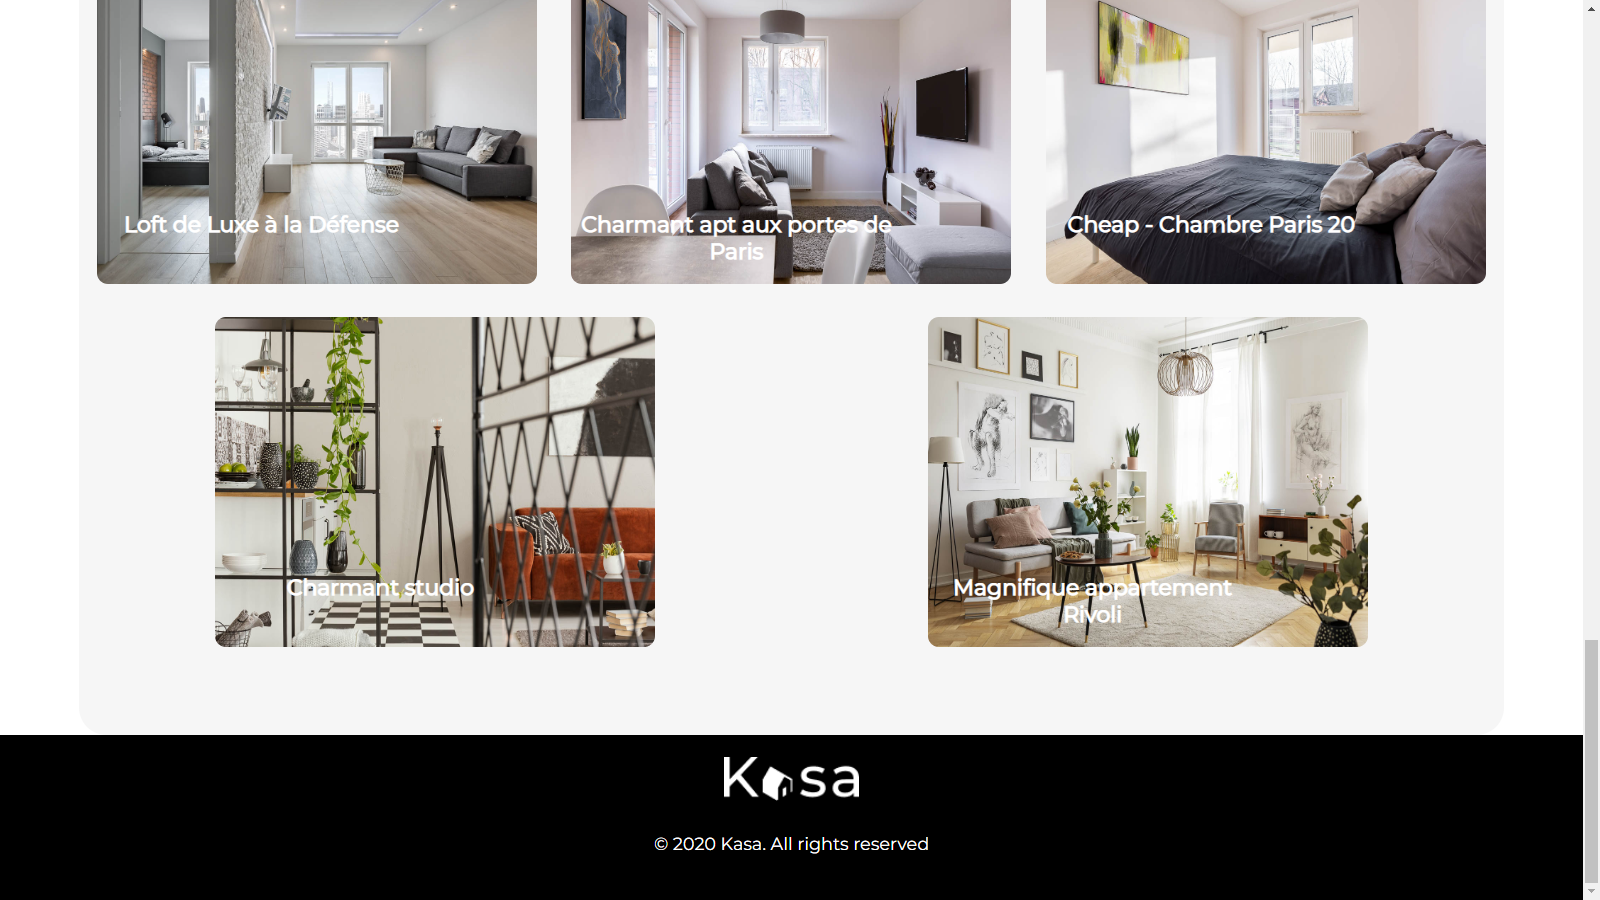 Loft de Luxe à la Défense
Charmant apt aux portes de
Paris
Cheap - Chambre Paris 20
Charmant studio
Magnifique appartement
Rivoli
Kasa
© 2020 Kasa. All rights reserved